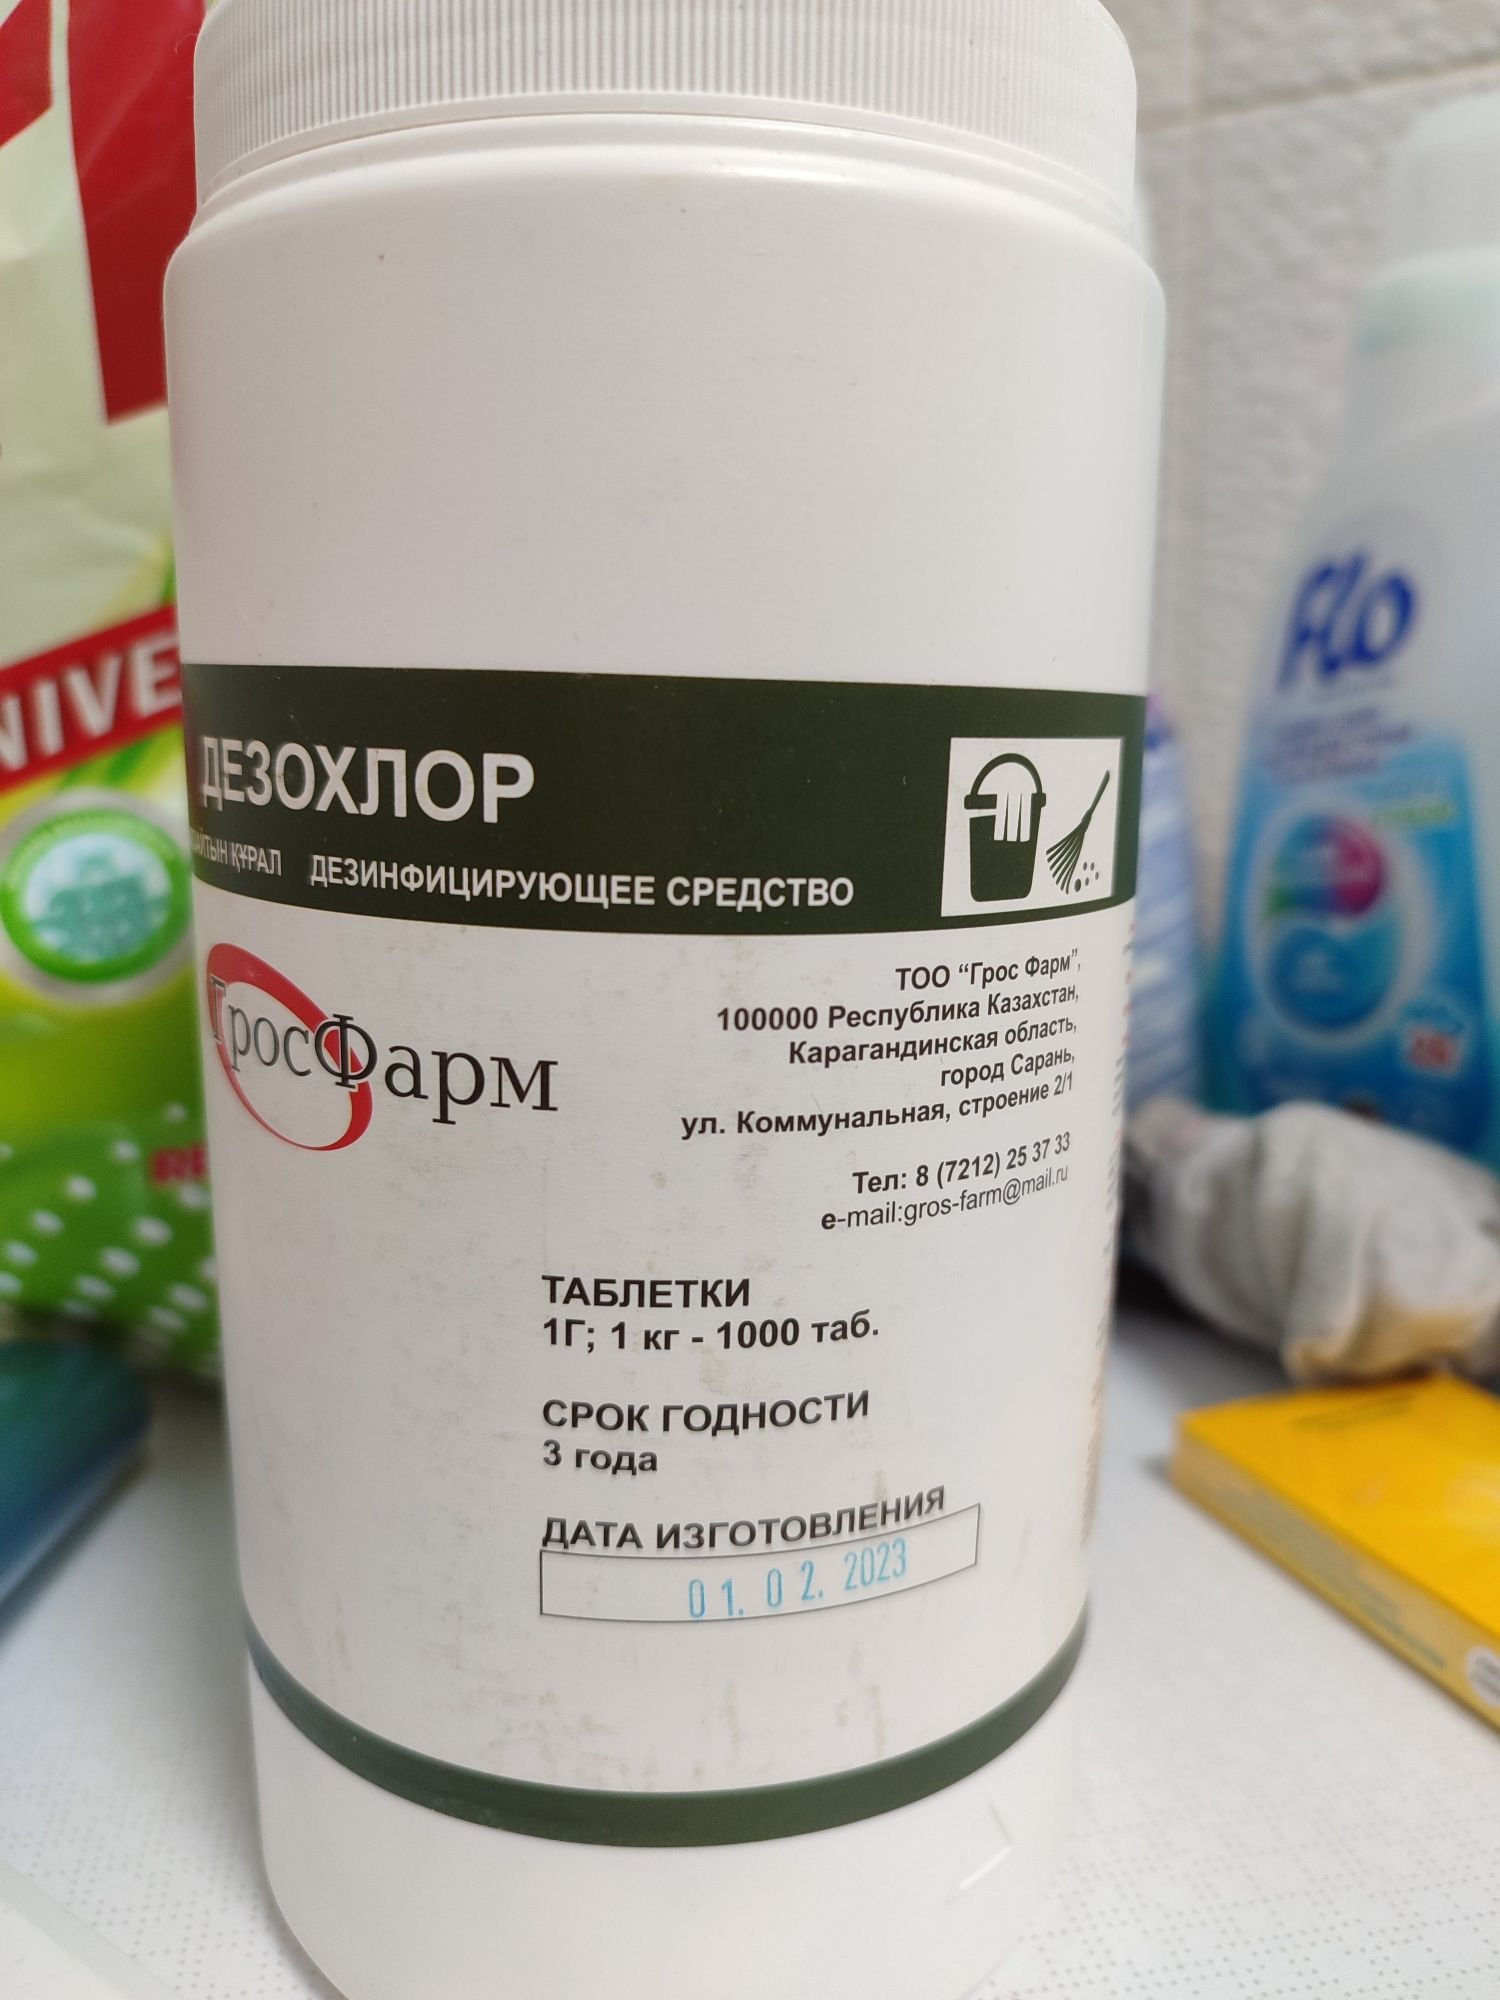 ДЕЗОХЛОР
ҚҰРАЛ ДЕЗИНФИЦИРУЮЩЕЕ СРЕДСТВО
ГросФарм
ТОО “Грос Фарм”,
100000 Республика Казахстан,
Карагандинская область,
город Сарань,
ул. Коммунальная, строение 2/1
Тел: 8 (7212) 25 37 33
e-mail:gros-farm@mail.ru
ТАБЛЕТКИ
1Г; 1 кг - 1000 таб.
СРОК ГОДНОСТИ
3 года
ДАТА ИЗГОТОВЛЕНИЯ
01. 02. 2023
Flo